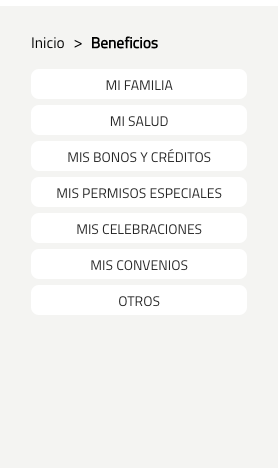 Inicio > Beneficios
MI FAMILIA
MI SALUD
MIS BONOS Y CRÉDITOS
MIS PERMISOS ESPECIALES
MIS CELEBRACIONES
MIS CONVENIOS
OTROS